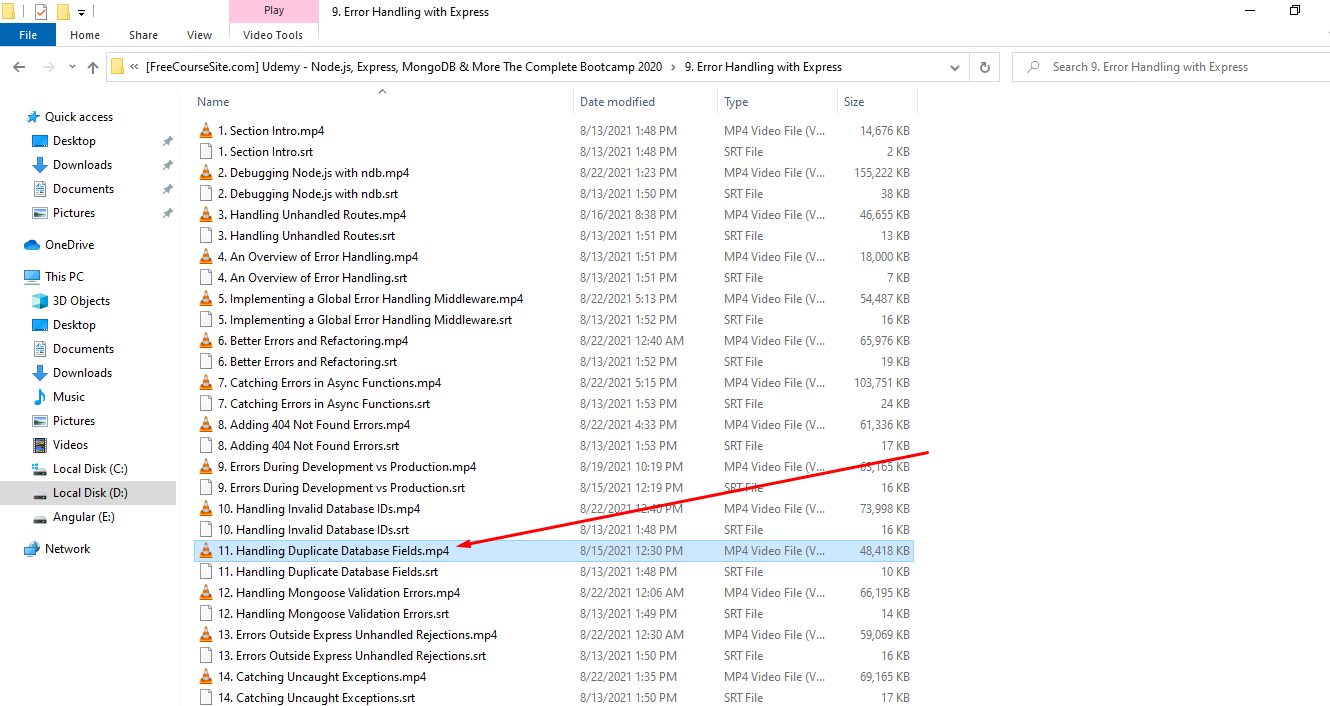 Play
9. Error Handling with Express
File Home Share View Video Tools
« [FreeCourseSite.com] Udemy - Node.js, Express, MongoDB & More The Complete Bootcamp 2020 › 9. Error Handling with Express
Search 9. Error Handling with Express
Quick access
Desktop
Downloads
Documents
Pictures
OneDrive
This PC
3D Objects
Desktop
Documents
Downloads
Music
Pictures
Videos
Local Disk (C:)
Local Disk (D:)
Angular (E:)
Network
Name Date modified Type Size
1. Section Intro.mp4 8/13/2021 1:48 PM MP4 Video File (V... 14,676 KB
1. Section Intro.srt 8/13/2021 1:48 PM SRT File 2 KB
2. Debugging Node.js with ndb.mp4 8/22/2021 1:23 PM MP4 Video File (V... 155,222 KB
2. Debugging Node.js with ndb.srt 8/13/2021 1:50 PM SRT File 38 KB
3. Handling Unhandled Routes.mp4 8/16/2021 8:38 PM MP4 Video File (V... 46,655 KB
3. Handling Unhandled Routes.srt 8/13/2021 1:51 PM SRT File 13 KB
4. An Overview of Error Handling.mp4 8/13/2021 1:51 PM MP4 Video File (V... 18,000 KB
4. An Overview of Error Handling.srt 8/13/2021 1:51 PM SRT File 7 KB
5. Implementing a Global Error Handling Middleware.mp4 8/22/2021 5:13 PM MP4 Video File (V... 54,487 KB
5. Implementing a Global Error Handling Middleware.srt 8/13/2021 1:52 PM SRT File 16 KB
6. Better Errors and Refactoring.mp4 8/22/2021 12:40 AM MP4 Video File (V... 65,976 KB
6. Better Errors and Refactoring.srt 8/13/2021 1:52 PM SRT File 19 KB
7. Catching Errors in Async Functions.mp4 8/22/2021 5:15 PM MP4 Video File (V... 103,751 KB
7. Catching Errors in Async Functions.srt 8/13/2021 1:53 PM SRT File 24 KB
8. Adding 404 Not Found Errors.mp4 8/22/2021 4:33 PM MP4 Video File (V... 61,336 KB
8. Adding 404 Not Found Errors.srt 8/13/2021 1:53 PM SRT File 17 KB
9. Errors During Development vs Production.mp4 8/19/2021 10:19 PM MP4 Video File (V... 63,165 KB
9. Errors During Development vs Production.srt 8/15/2021 12:19 PM SRT File 16 KB
10. Handling Invalid Database IDs.mp4 8/22/2021 12:40 PM MP4 Video File (V... 73,998 KB
10. Handling Invalid Database IDs.srt 8/13/2021 1:48 PM SRT File 16 KB
11. Handling Duplicate Database Fields.mp4 8/15/2021 12:30 PM MP4 Video File (V... 48,418 KB
11. Handling Duplicate Database Fields.srt 8/13/2021 1:48 PM SRT File 10 KB
12. Handling Mongoose Validation Errors.mp4 8/22/2021 12:06 AM MP4 Video File (V... 66,195 KB
12. Handling Mongoose Validation Errors.srt 8/13/2021 1:49 PM SRT File 14 KB
13. Errors Outside Express Unhandled Rejections.mp4 8/22/2021 12:30 AM MP4 Video File (V... 59,069 KB
13. Errors Outside Express Unhandled Rejections.srt 8/13/2021 1:50 PM SRT File 16 KB
14. Catching Uncaught Exceptions.mp4 8/22/2021 1:35 PM MP4 Video File (V... 69,165 KB
14. Catching Uncaught Exceptions.srt 8/13/2021 1:50 PM SRT File 17 KB